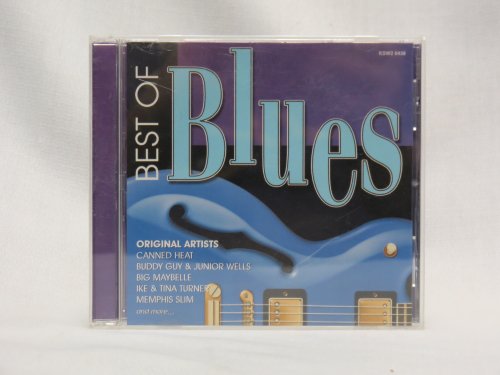 BEST OF
Blues
ORIGINAL ARTISTS
CANNED HEAT
BUDDY GUY & JUNIOR WELLS
BIG MAYBELLE
IKE & TINA TURNER
MEMPHIS SLIM
and more...